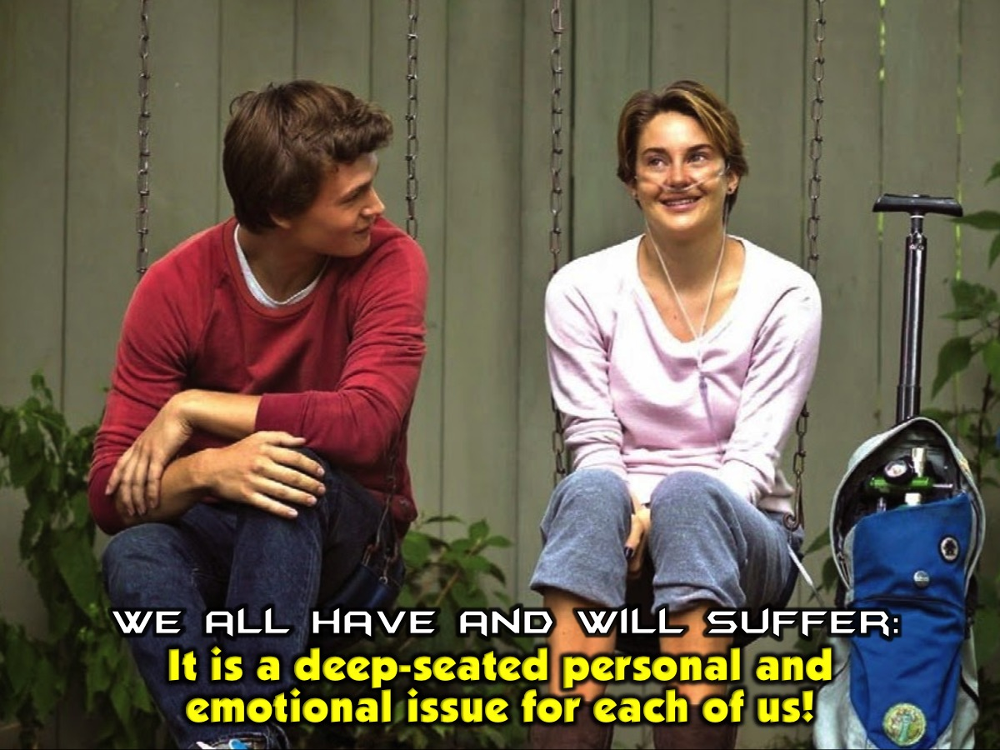 WE ALL HAVE AND WILL SUFFER:
It is a deep-seated personal and
emotional issue for each of us!